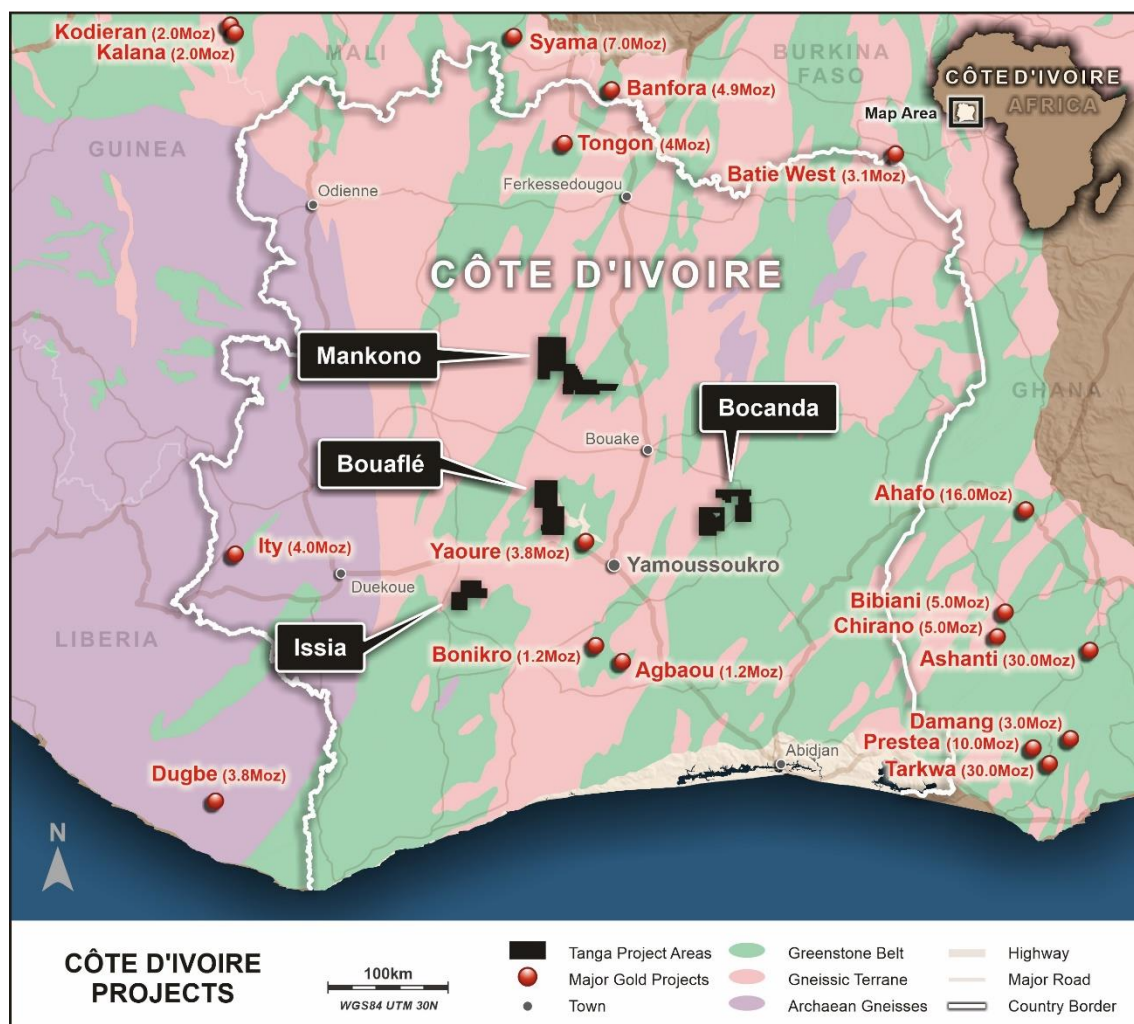 Kodieran (2.0Moz)
Kalana (2.0Moz)
MALI
Syama (7.0Moz)
BURKINA
FASO
CÔTE D'IVOIRE
AFRICA
Map Area
Banfora (4.9Moz)
GUINEA
Tongon (4Moz)
Batie West (3.1Moz)
Odienne
Ferkessedougou
CÔTE D'IVOIRE
Mankono
Bocanda
GHANA
Bouake
Bouaflé
Ahafo (16.0Moz)
Ity (4.0Moz)
Yaoure (3.8Moz)
Yamoussoukro
Duekoue
Bibiani (5.0Moz)
Chirano (5.0Moz)
LIBERIA
Issia
Bonikro (1.2Moz)
Agbaou (1.2Moz)
Ashanti (30.0Moz)
Damang (3.0Moz)
Prestea (10.0Moz)
Abidjan
Tarkwa (30.0Moz)
Dugbe (3.8Moz)
N
CÔTE D'IVOIRE
PROJECTS
100km
WGS84 UTM 30N
Tanga Project Areas
Major Gold Projects
Town
Greenstone Belt
Gneissic Terrane
Archaean Gneisses
Highway
Major Road
Country Border